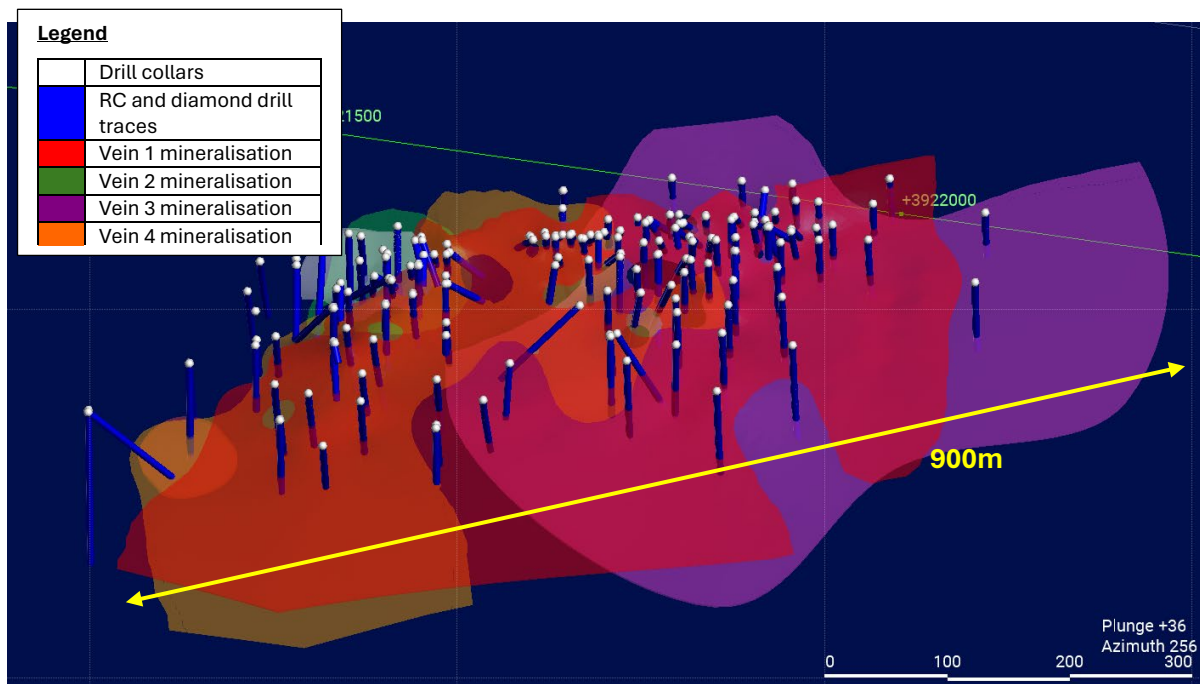 Legend
Drill collars
RC and diamond drill
traces
Vein 1 mineralisation
Vein 2 mineralisation
Vein 3 mineralisation
Vein 4 mineralisation
21500
+3922000
900m
Plunge +36
Azimuth 256
0 100 200 300